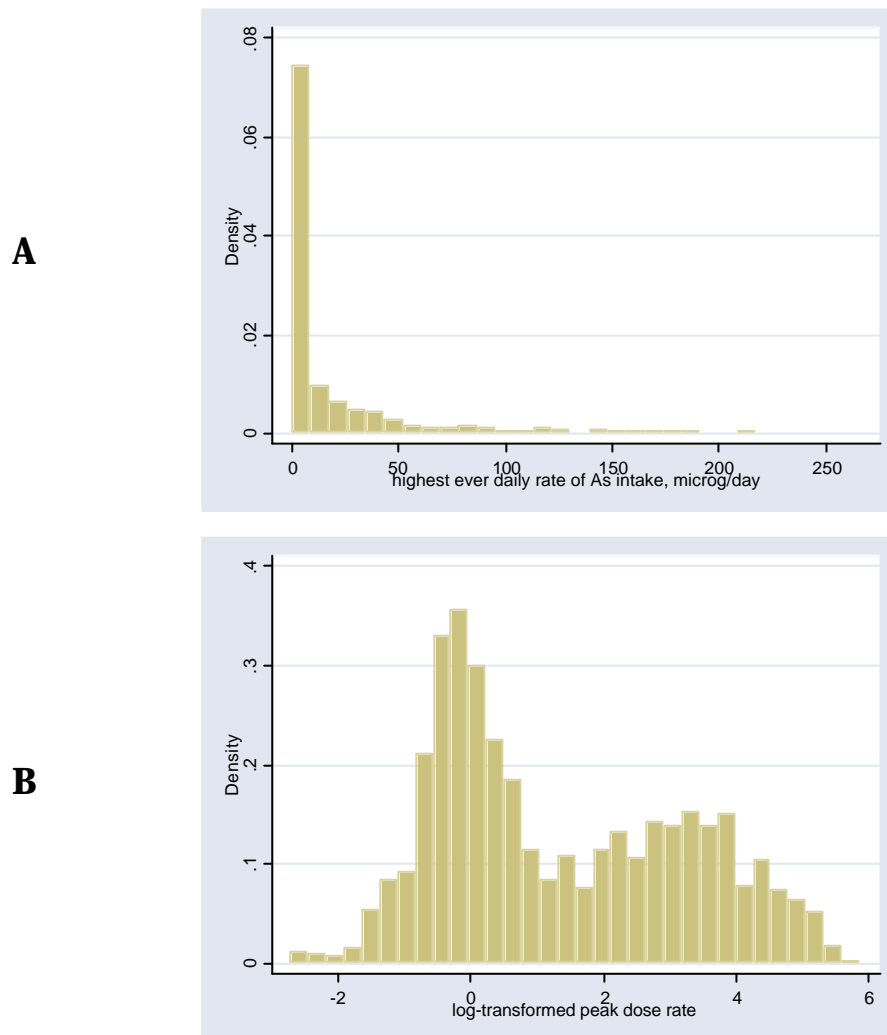 A
Density
.08
.06
.04
.02
0
0 50 100 150 200 250
highest ever daily rate of As intake, microg/day
B
Density
.4
.3
.2
.1
0
-2 0 2 4 6
log-transformed peak dose rate